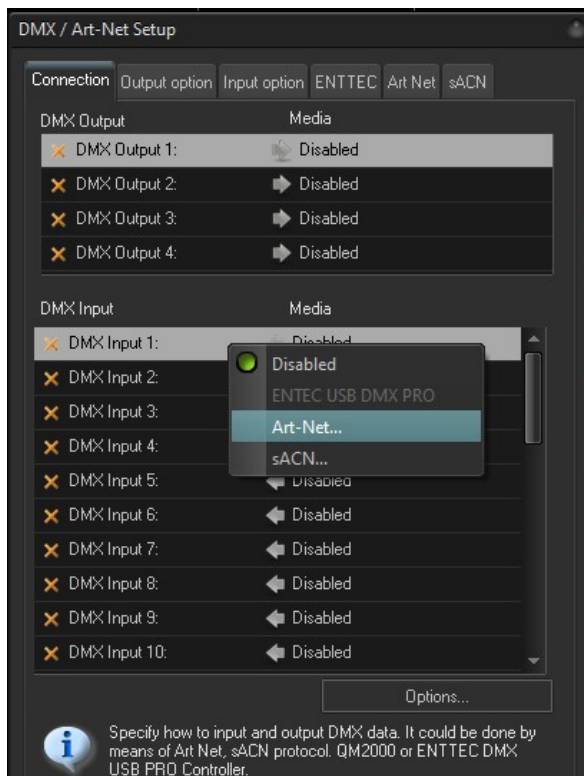 DMX / Art-Net Setup
Connection Output option Input option ENTTEC Art Net sACN
DMX Output Media
DMX Output 1: Disabled
DMX Output 2: Disabled
DMX Output 3: Disabled
DMX Output 4: Disabled
DMX Input Media
DMX Input 1: Disabled
Disabled
DMX Input 2:
ENTEC USB DMX PRO
DMX Input 3:
Art-Net...
DMX Input 4:
sACN...
DMX Input 5: Disabled
DMX Input 6: Disabled
DMX Input 7: Disabled
DMX Input 8: Disabled
DMX Input 9: Disabled
DMX Input 10: Disabled
Options...
Specify how to input and output DMX data. It could be done by
means of Art Net, sACN protocol. QM2000 or ENTTEC DMX
USB PRO Controller.